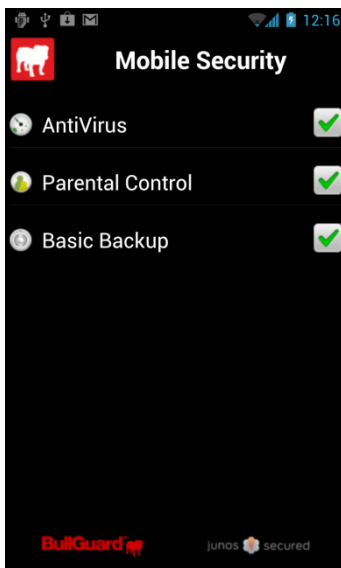 12:16
Mobile Security
AntiVirus
Parental Control
Basic Backup
BullGuard junos secured